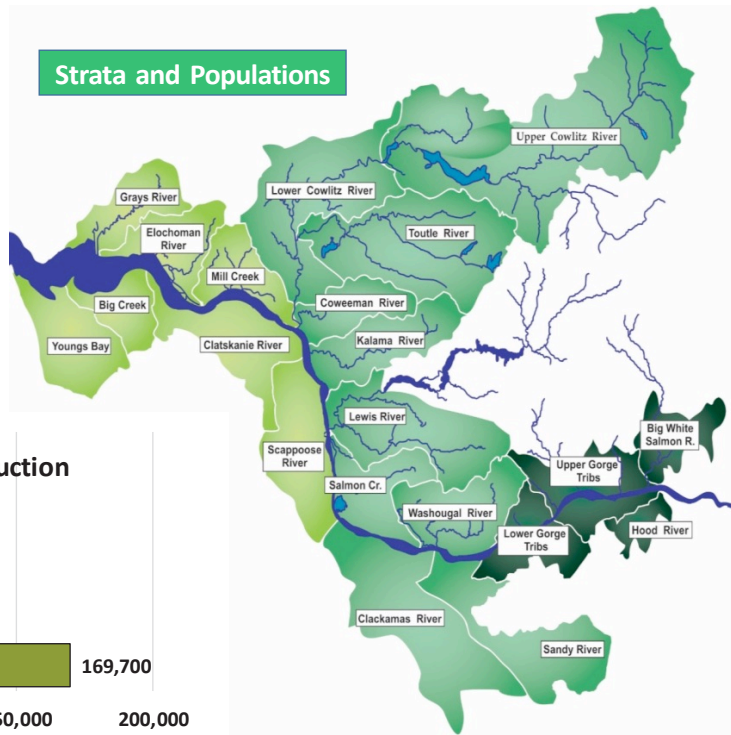 Strata and Populations
Upper Cowlitz River
Grays River
Lower Cowlitz River
Elochoman
River
Toutle River
Mill Creek
Big Creek
Coweeman River
Youngs Bay
Clatskanie River
Kalama River
Lewis River
Big White
Salmon R.
Scappoose
River
Upper Gorge
Tribs
Salmon Cr.
Washougal River
Lower Gorge
Tribs
Hood River
Clackamas River
Sandy River
uction
169,700
0,000
200,000